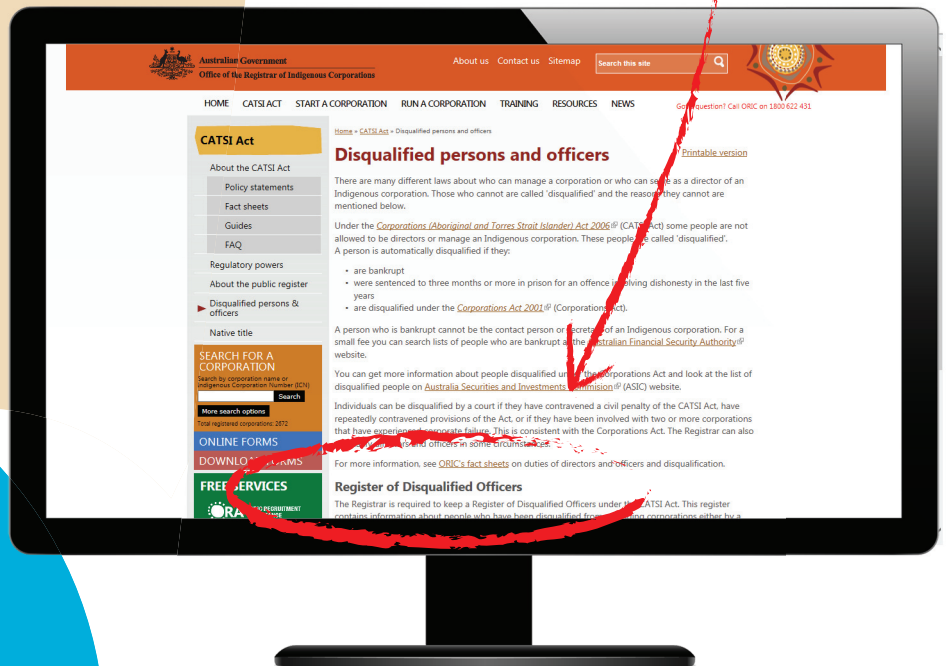 Australian Government
Office of the Registrar of Indigenous Corporations
About us Contact us Sitemap
Search this site
HOME CATSI ACT START A CORPORATION RUN A CORPORATION TRAINING RESOURCES NEWS
Got a question? Call ORIC on 1800 622 431
CATSI Act
About the CATSI Act
Policy statements
Fact sheets
Guides
FAQ
Regulatory powers
About the public register
Disqualified persons &
officers
Native title
SEARCH FOR A
CORPORATION
Search by corporation name or
Indigenous Corporation Number (ICN)
Search
More search options
Total registered corporations: 2872
ONLINE FORMS
DOWNLOAD FORMS
FREE SERVICES
RECRUITMENT
Home » CATSI Act » Disqualified persons and officers
Disqualified persons and officers
Printable version
There are many different laws about who can manage a corporation or who can serve as a director of an
Indigenous corporation. Those who cannot are called 'disqualified' and the reasons they cannot are
mentioned below.
Under the Corporations (Aboriginal and Torres Strait Islander) Act 2006 (CATSI Act) some people are not
allowed to be directors or manage an Indigenous corporation. These people are called 'disqualified'.
A person is automatically disqualified if they:
• are bankrupt
• were sentenced to three months or more in prison for an offence involving dishonesty in the last five
years
• are disqualified under the Corporations Act 2001 (Corporations Act).
A person who is bankrupt cannot be the contact person or secretary of an Indigenous corporation. For a
small fee you can search lists of people who are bankrupt at the Australian Financial Security Authority
website.
You can get more information about people disqualified under the Corporations Act and look at the list of
disqualified people on Australia Securities and Investments Commision (ASIC) website.
Individuals can be disqualified by a court if they have contravened a civil penalty of the CATSI Act, have
repeatedly contravened provisions of the Act, or if they have been involved with two or more corporations
that have experienced corporate failure. This is consistent with the Corporations Act. The Registrar can also
and officers in some circumstances.
For more information, see ORIC's fact sheets on duties of directors and officers and disqualification.
Register of Disqualified Officers
The Registrar is required to keep a Register of Disqualified Officers under the CATSI Act. This register
contains information about people who have been disqualified from corporations either by a